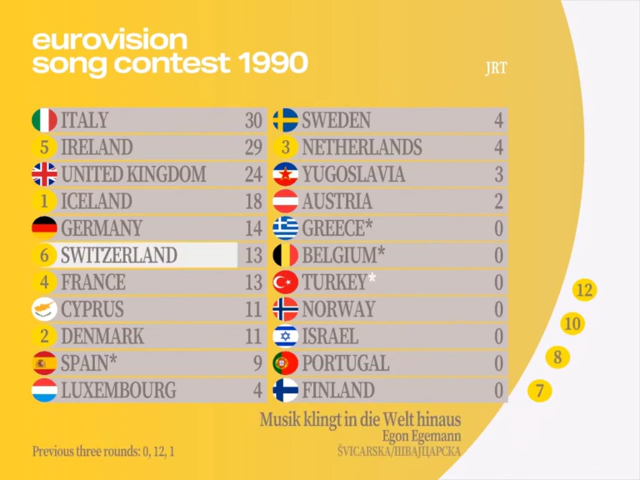 eurovision
song contest 1990
JRT
ITALY 30
5 IRELAND 29
UNITED KINGDOM 24
1 ICELAND 18
GERMANY 14
6 SWITZERLAND 13
4 FRANCE 13
CYPRUS 11
2 DENMARK 11
SPAIN* 9
LUXEMBOURG 4
SWEDEN 4
3 NETHERLANDS 4
YUGOSLAVIA 3
AUSTRIA 2
GREECE* 0
BELGIUM* 0
TURKEY* 0
NORWAY 0
ISRAEL 0
PORTUGAL 0
FINLAND 0
12
10
8
7
Musik klingt in die Welt hinaus
Egon Egemann
ŠVICARSKA/ШВАЈЦАРСКА
Previous three rounds: 0, 12, 1